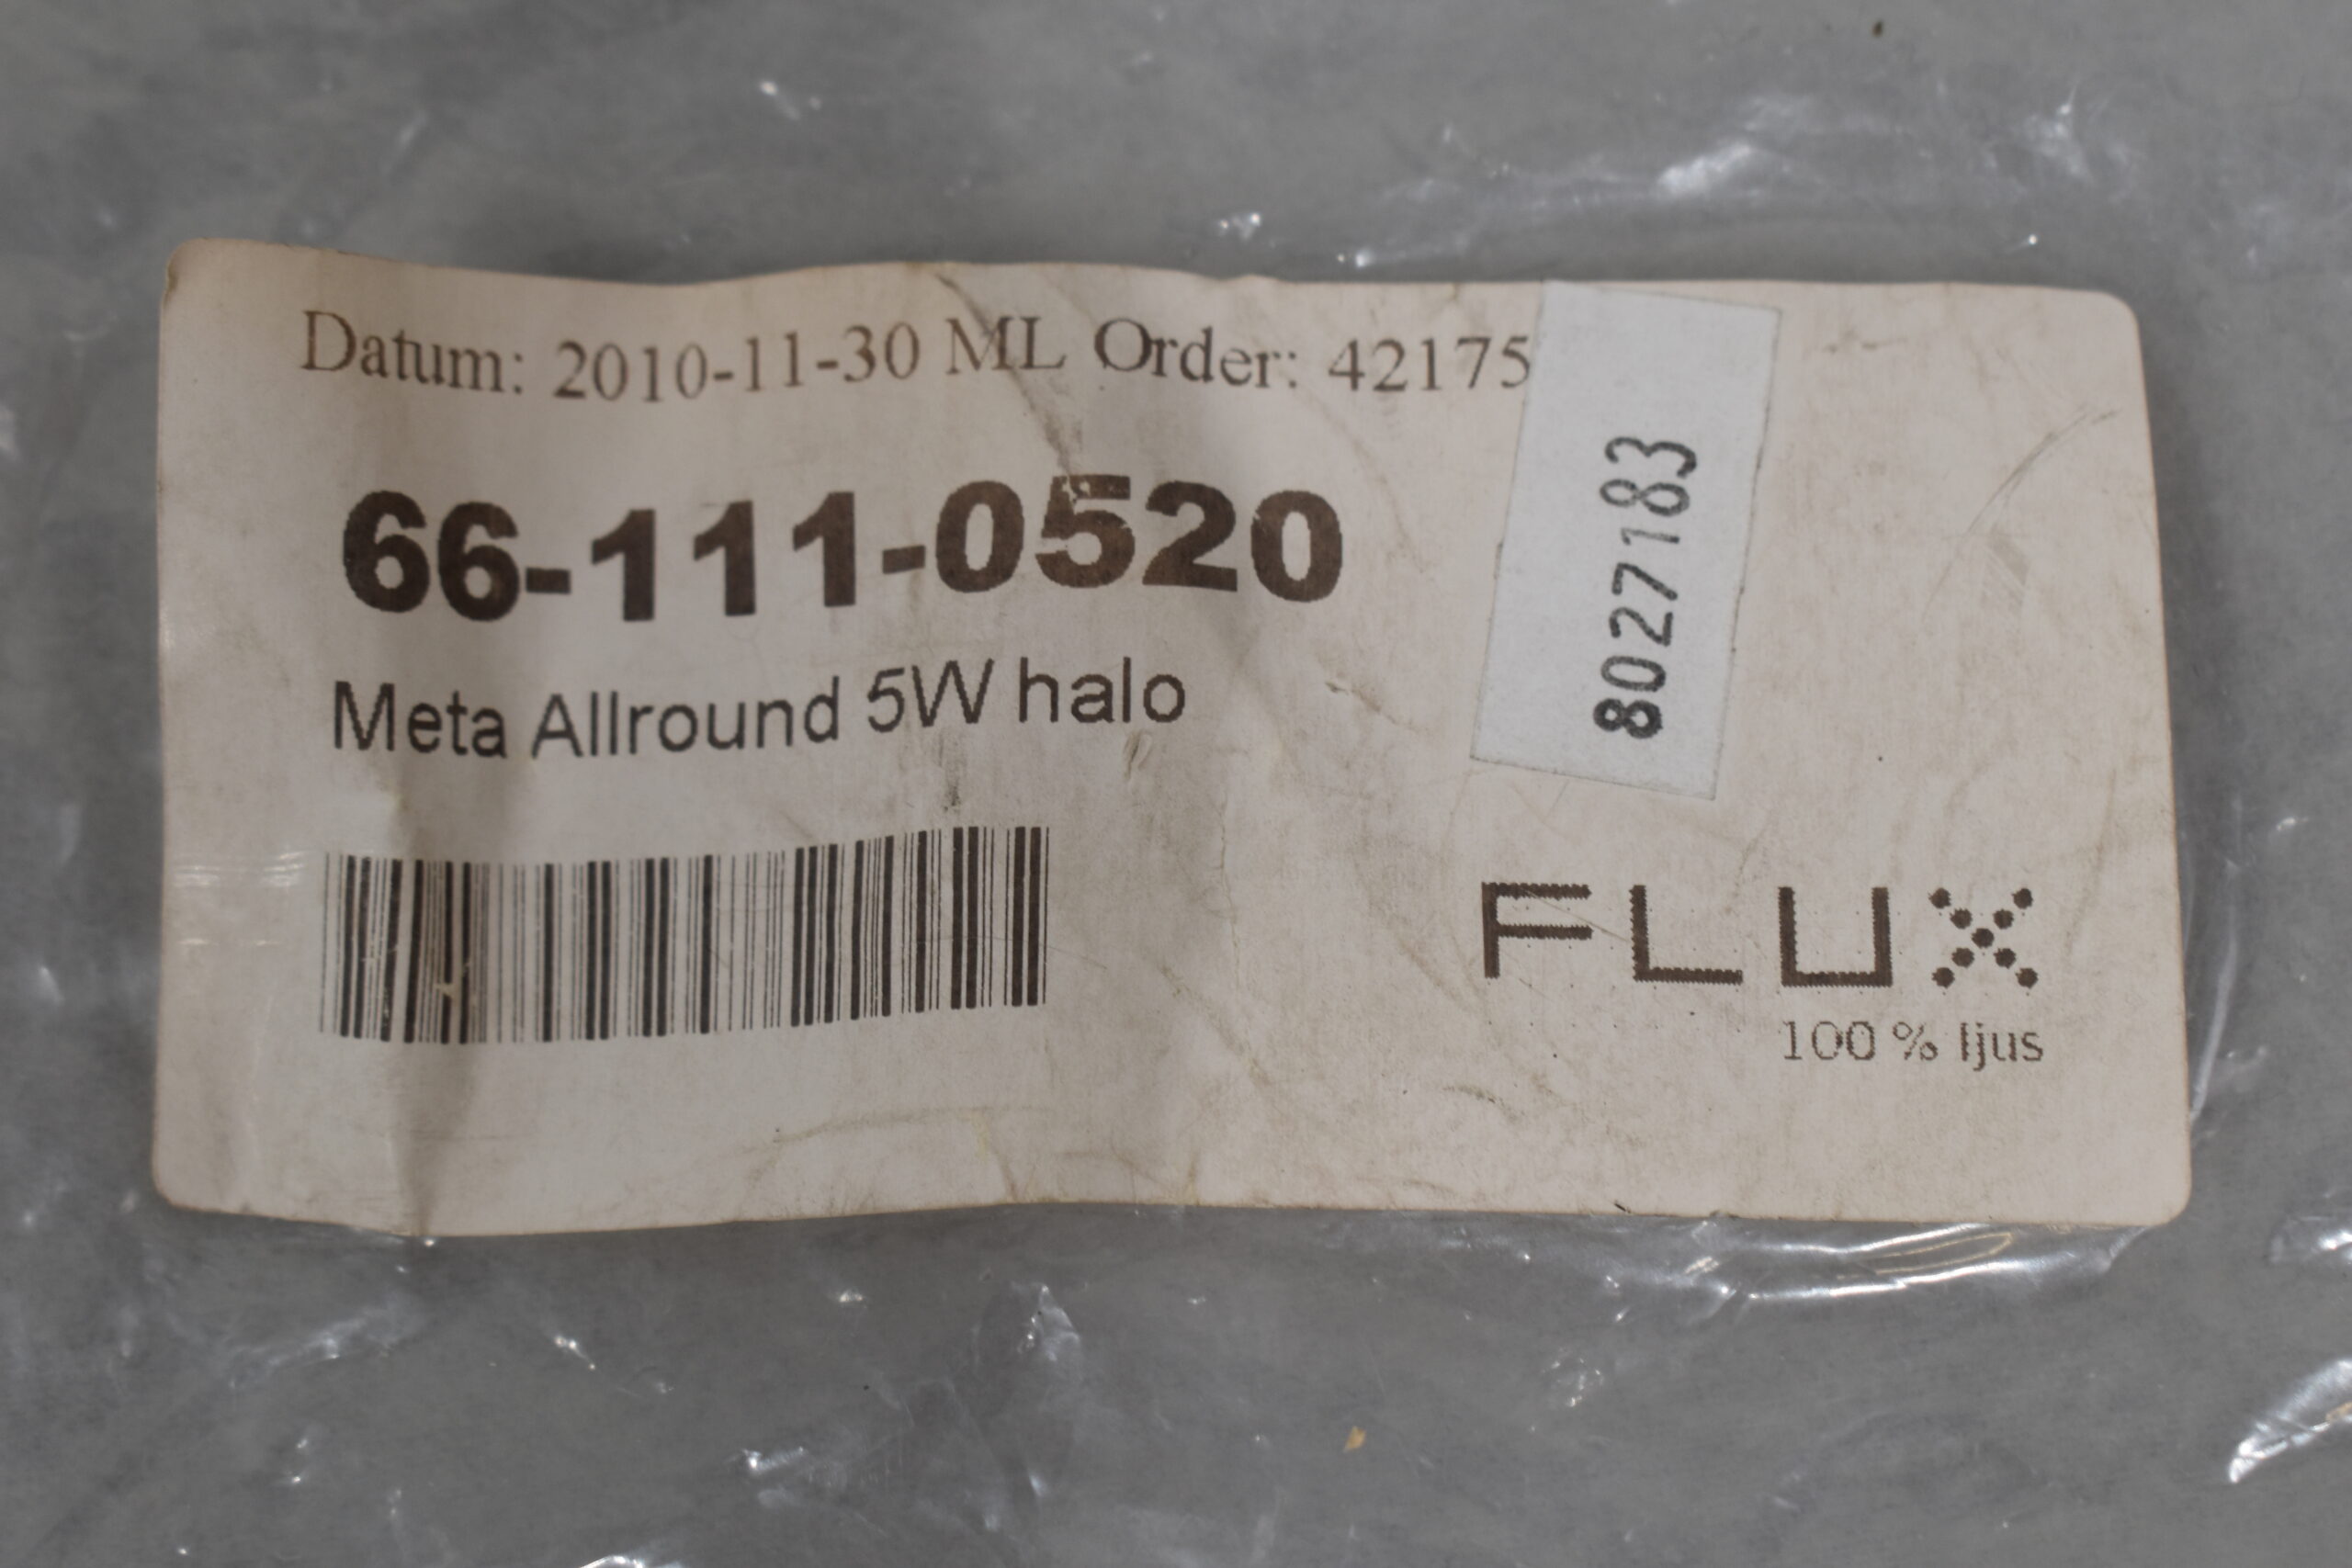 Datum: 2010-11-30 ML Order: 42175
66-111-0520
Meta Allround 5W halo
8027183
FLUX
100 % ljus